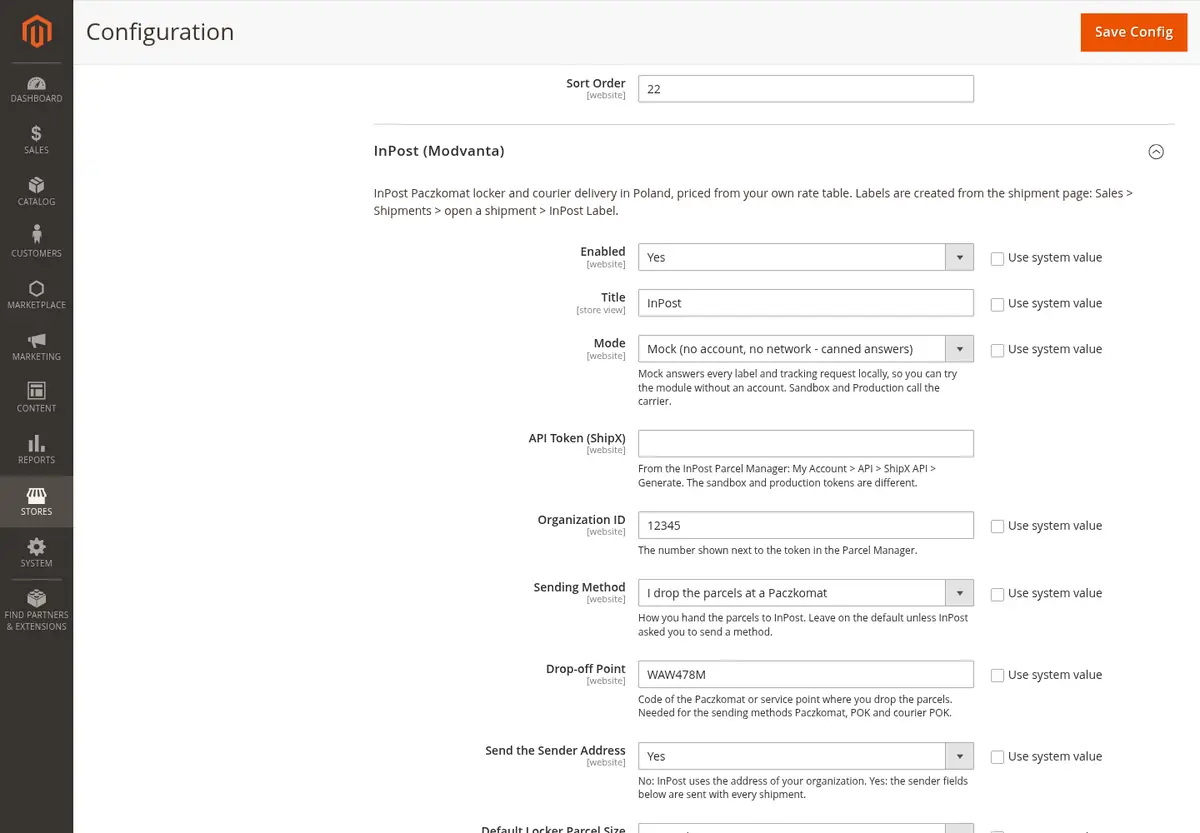 Configuration
Save Config
DASHBOARD
SALES
CATALOG
CUSTOMERS
MARKETPLACE
MARKETING
CONTENT
REPORTS
STORES
SYSTEM
FIND PARTNERS
& EXTENSIONS
Sort Order
[website]
22
InPost (Modvanta)
InPost Paczkomat locker and courier delivery in Poland, priced from your own rate table. Labels are created from the shipment page: Sales >
Shipments > open a shipment > InPost Label.
Enabled
[website]
Yes
Use system value
Title
[store view]
InPost
Use system value
Mode
[website]
Mock (no account, no network - canned answers)
Use system value
Mock answers every label and tracking request locally, so you can try
the module without an account. Sandbox and Production call the
carrier.
API Token (ShipX)
[website]
From the InPost Parcel Manager: My Account > API > ShipX API >
Generate. The sandbox and production tokens are different.
Organization ID
[website]
12345
Use system value
The number shown next to the token in the Parcel Manager.
Sending Method
[website]
I drop the parcels at a Paczkomat
Use system value
How you hand the parcels to InPost. Leave on the default unless InPost
asked you to send a method.
Drop-off Point
[website]
WAW478M
Use system value
Code of the Paczkomat or service point where you drop the parcels.
Needed for the sending methods Paczkomat, POK and courier POK.
Send the Sender Address
[website]
Yes
Use system value
No: InPost uses the address of your organization. Yes: the sender fields
below are sent with every shipment.
Default Locker Parcel Size